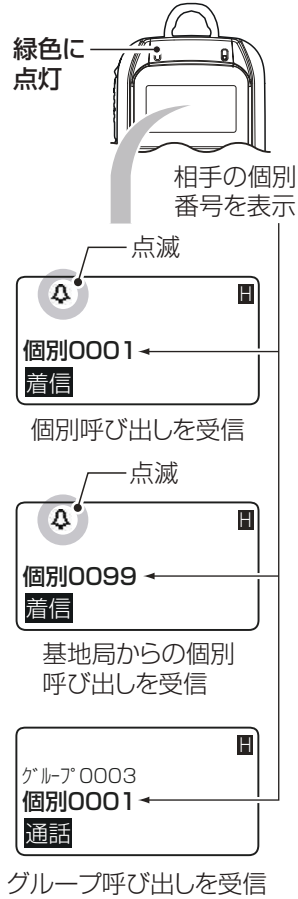 緑色に
点灯
相手の個別
番号を表示
点滅
H
個別0001
着信
個別呼び出しを受信
点滅
H
個別0099
着信
基地局からの個別
呼び出しを受信
H
グループ0003
個別0001
通話
グループ呼び出しを受信